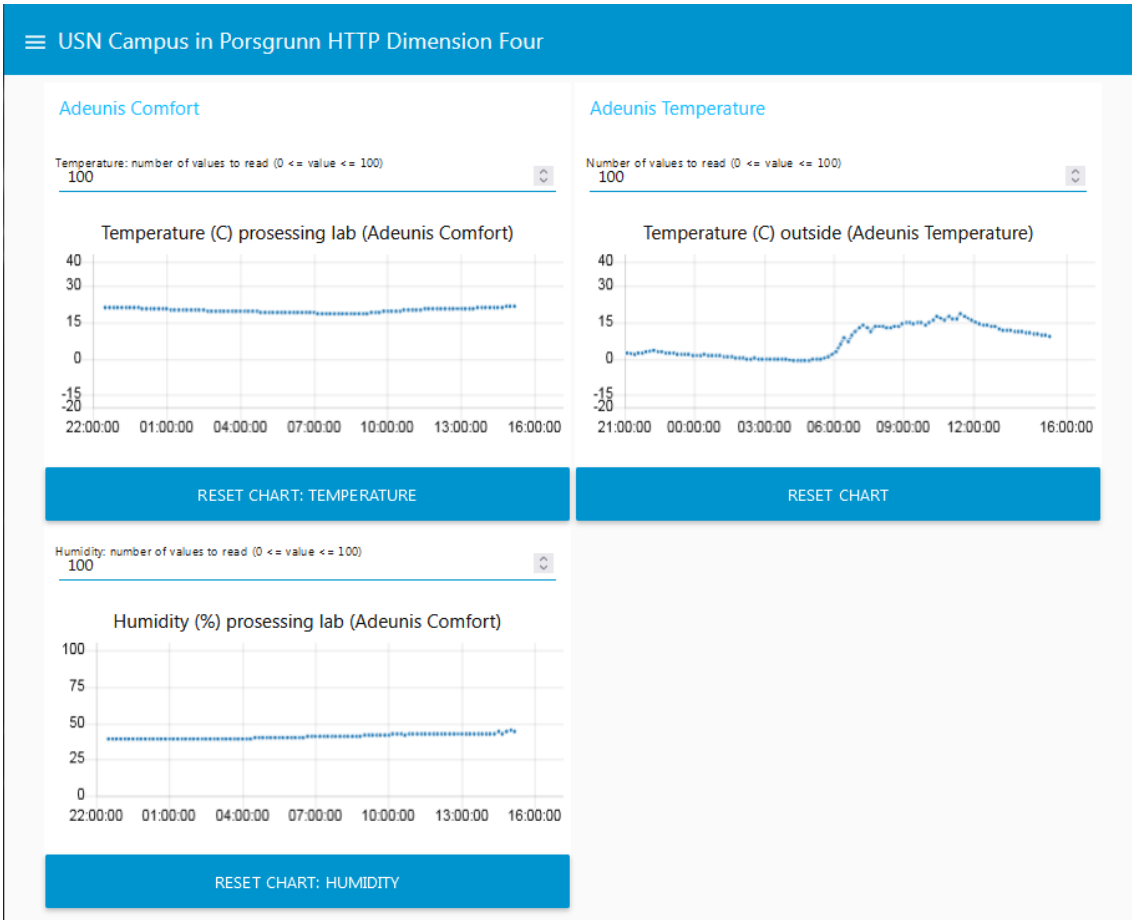 USN Campus in Porsgrunn HTTP Dimension Four
Adeunis Comfort
Temperature: number of values to read (0 <= value <= 100)
100
Temperature (C) prosessing lab (Adeunis Comfort)
40
30
15
0
-15
-20
22:00:00 01:00:00 04:00:00 07:00:00 10:00:00 13:00:00 16:00:00
RESET CHART: TEMPERATURE
Humidity: number of values to read (0 <= value <= 100)
100
Humidity (%) prosessing lab (Adeunis Comfort)
100
75
50
25
0
22:00:00 01:00:00 04:00:00 07:00:00 10:00:00 13:00:00 16:00:00
RESET CHART: HUMIDITY
Adeunis Temperature
Number of values to read (0 <= value <= 100)
100
Temperature (C) outside (Adeunis Temperature)
40
30
15
0
-15
-20
21:00:00 00:00:00 03:00:00 06:00:00 09:00:00 12:00:00 16:00:00
RESET CHART